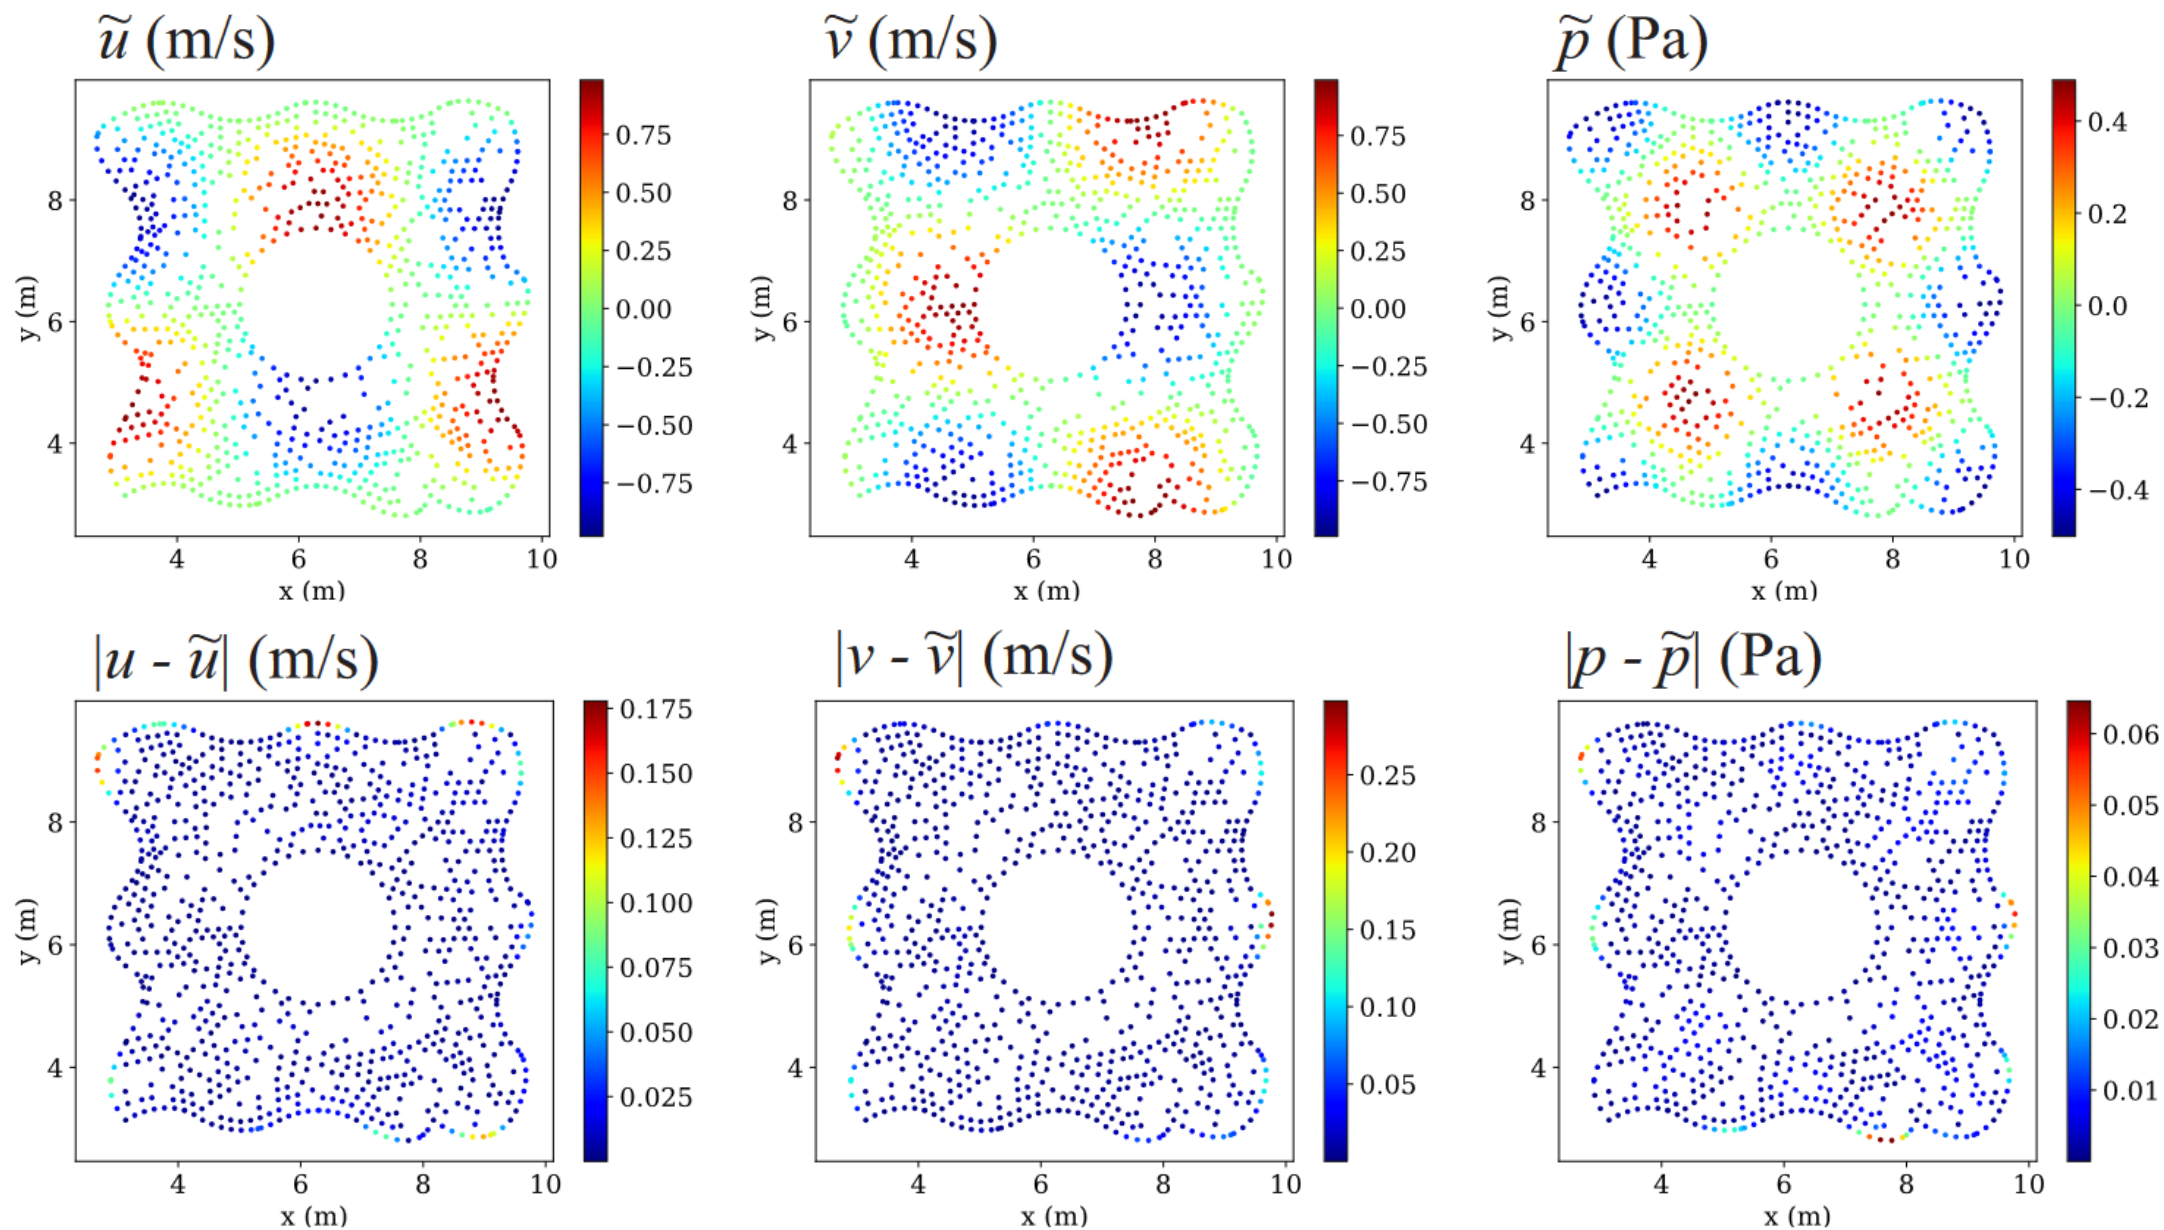 ũ (m/s)
0.75
0.50
0.25
0.00
−0.25
−0.50
−0.75
8
6
4
y (m)
4 6 8 10
x (m)
ṽ (m/s)
0.75
0.50
0.25
0.00
−0.25
−0.50
−0.75
8
6
4
y (m)
4 6 8 10
x (m)
p̃ (Pa)
0.4
0.2
0.0
−0.2
−0.4
8
6
4
y (m)
4 6 8 10
x (m)
|u - ũ| (m/s)
0.175
0.150
0.125
0.100
0.075
0.050
0.025
8
6
4
y (m)
4 6 8 10
x (m)
|v - ṽ| (m/s)
0.25
0.20
0.15
0.10
0.05
8
6
4
y (m)
4 6 8 10
x (m)
|p - p̃| (Pa)
0.06
0.05
0.04
0.03
0.02
0.01
8
6
4
y (m)
4 6 8 10
x (m)